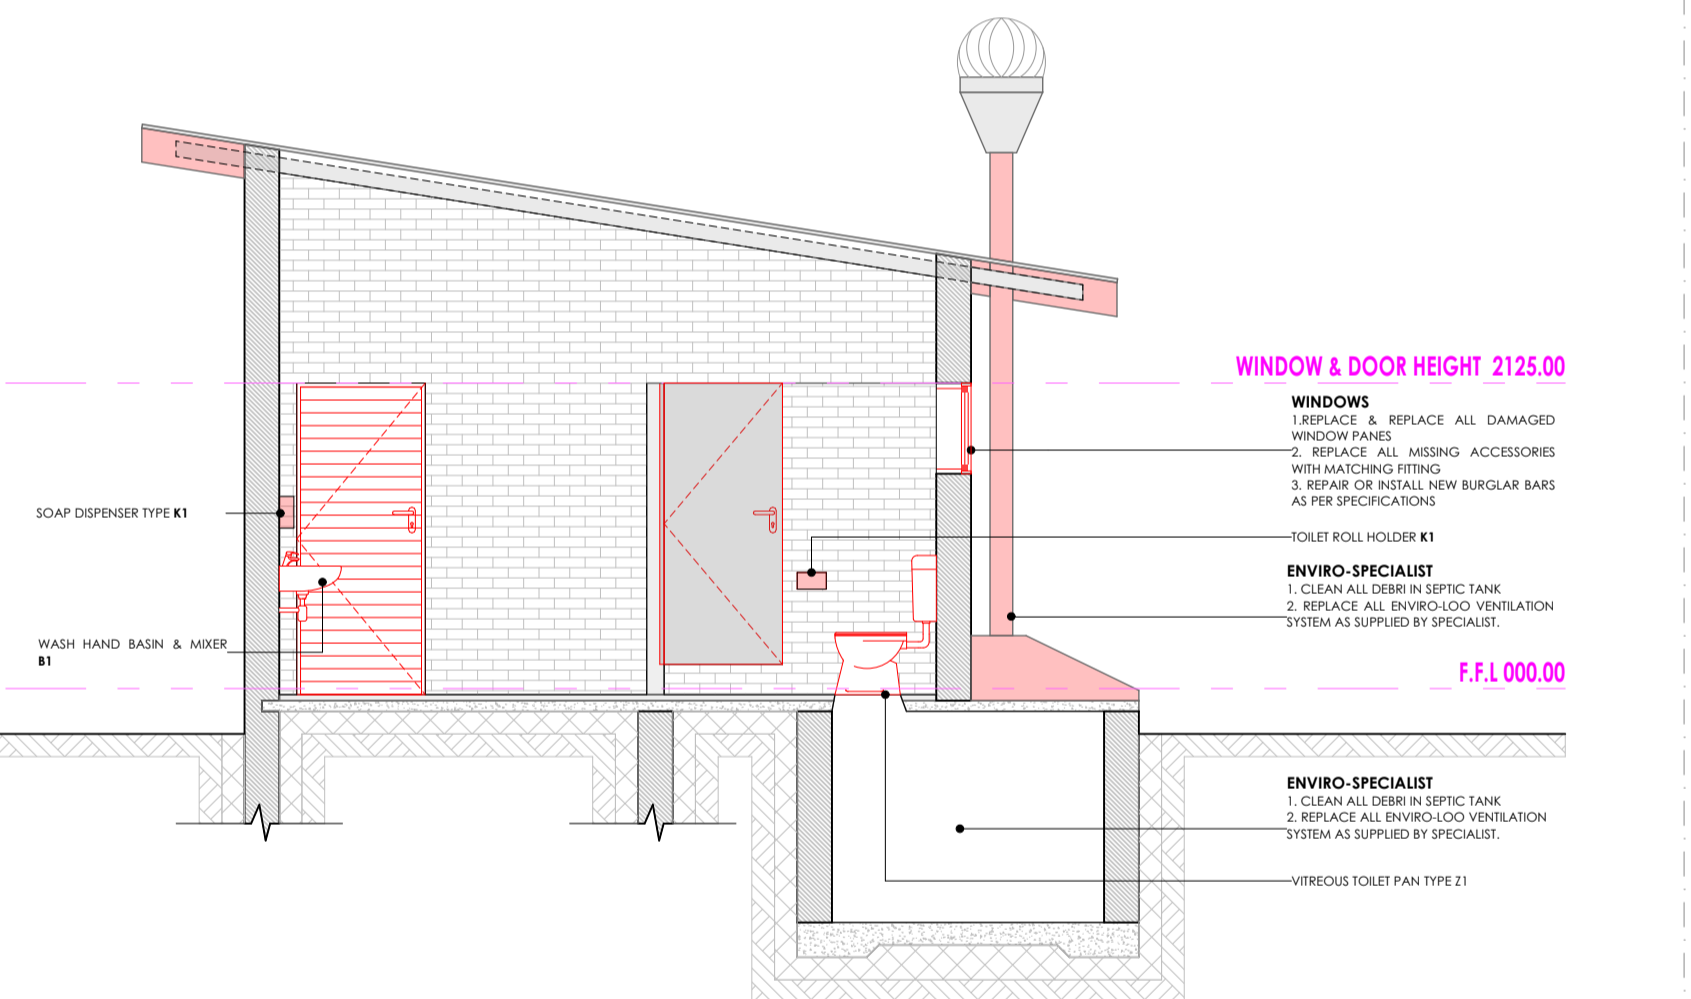 WINDOW & DOOR HEIGHT 2125.00
WINDOWS
1.REPLACE & REPLACE ALL DAMAGED
WINDOW PANES
2. REPLACE ALL MISSING ACCESSORIES
WITH MATCHING FITTING
3. REPAIR OR INSTALL NEW BURGLAR BARS
AS PER SPECIFICATIONS
SOAP DISPENSER TYPE K1
TOILET ROLL HOLDER K1
ENVIRO-SPECIALIST
1. CLEAN ALL DEBRI IN SEPTIC TANK
2. REPLACE ALL ENVIRO-LOO VENTILATION
SYSTEM AS SUPPLIED BY SPECIALIST.
WASH HAND BASIN & MIXER
B1
F.F.L 000.00
ENVIRO-SPECIALIST
1. CLEAN ALL DEBRI IN SEPTIC TANK
2. REPLACE ALL ENVIRO-LOO VENTILATION
SYSTEM AS SUPPLIED BY SPECIALIST.
VITREOUS TOILET PAN TYPE Z1